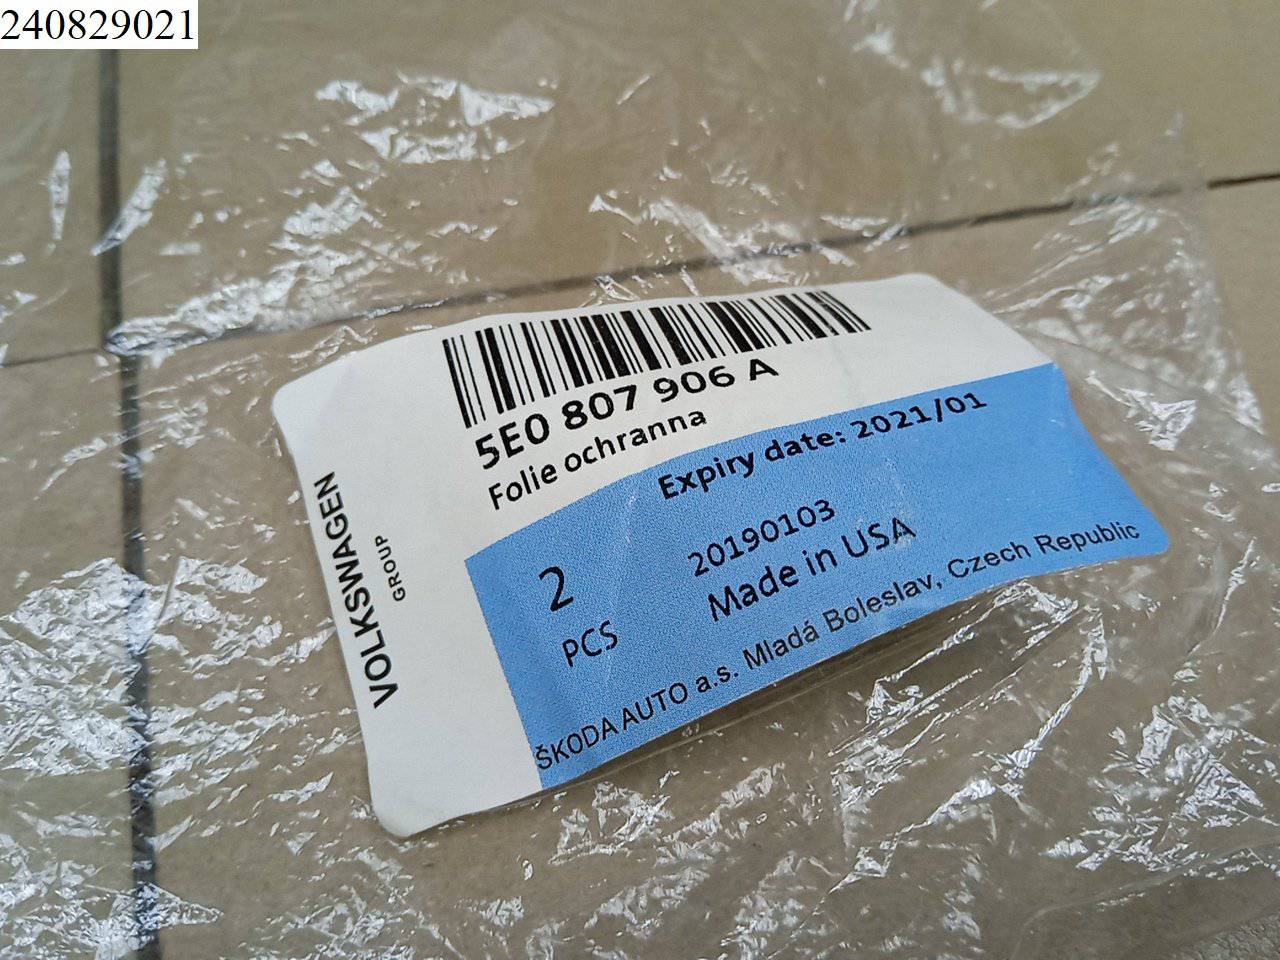 240829021
5E0 807 906 A
Folie ochranna
Expiry date: 2021/01
20190103
Made in USA
2
PCS
ŠKODA AUTO a.s. Mladá Boleslav, Czech Republic
VOLKSWAGEN
GROUP